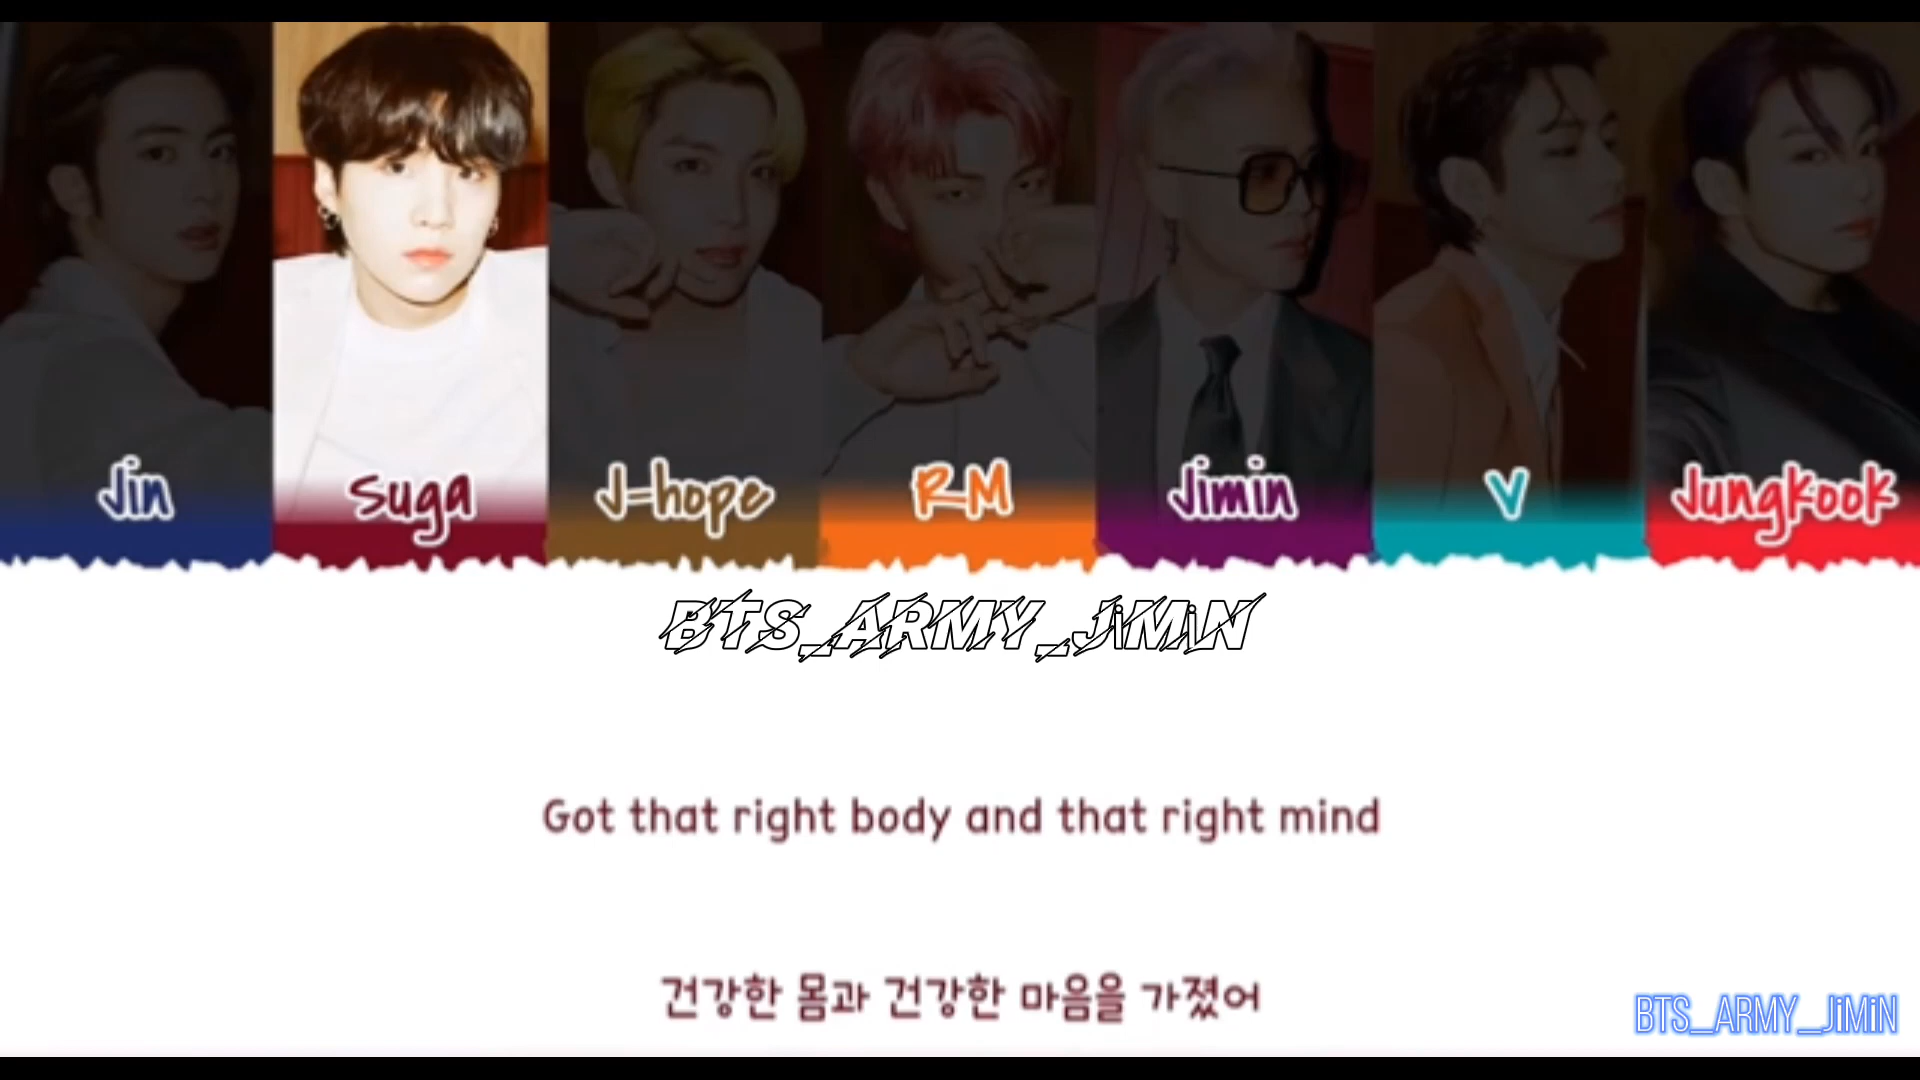 Jin Suga J-hope RM Jimin V Jungkook
BTS_ARMY_JiMiN
Got that right body and that right mind
건강한 몸과 건강한 마음을 가졌어
BTS_ARMY_JiMiN